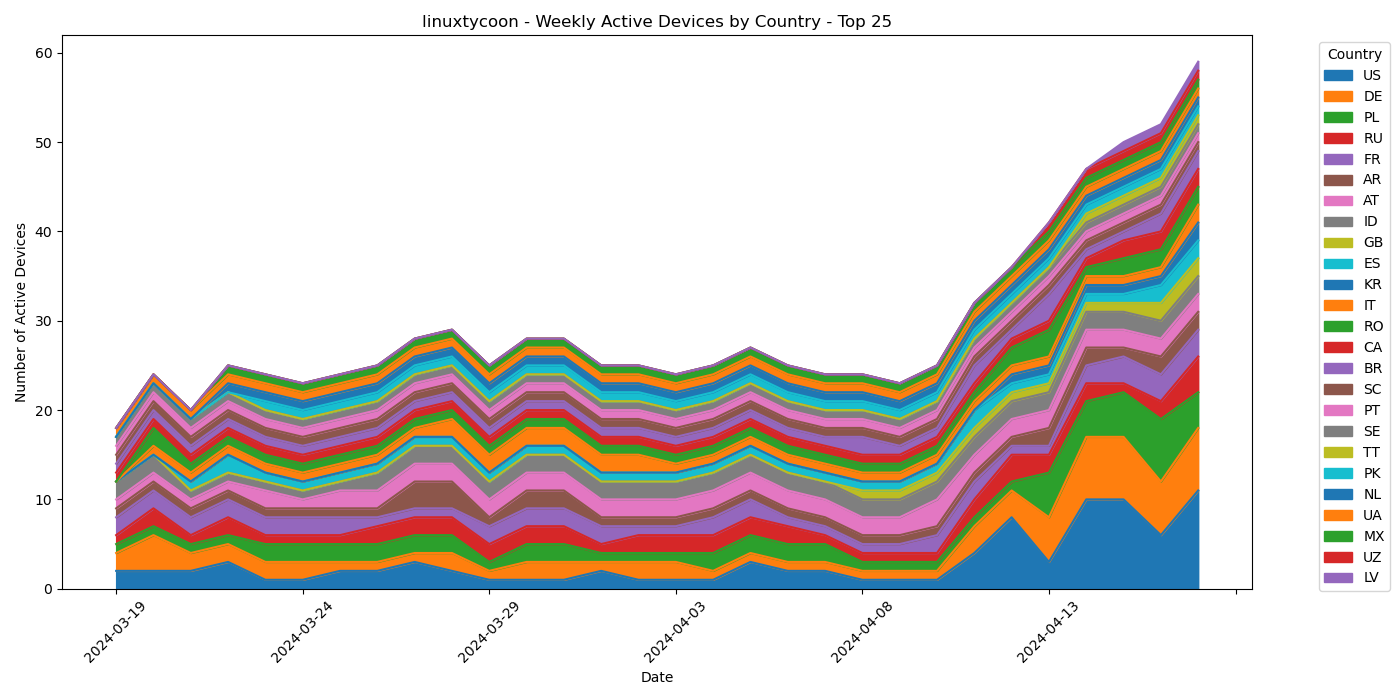 linuxtycoon - Weekly Active Devices by Country - Top 25
60
50
40
30
20
10
0
Number of Active Devices
2024-03-19
2024-03-24
2024-03-29
2024-04-03
2024-04-08
2024-04-13
Date
Country
US
DE
PL
RU
FR
AR
AT
ID
GB
ES
KR
IT
RO
CA
BR
SC
PT
SE
TT
PK
NL
UA
MX
UZ
LV